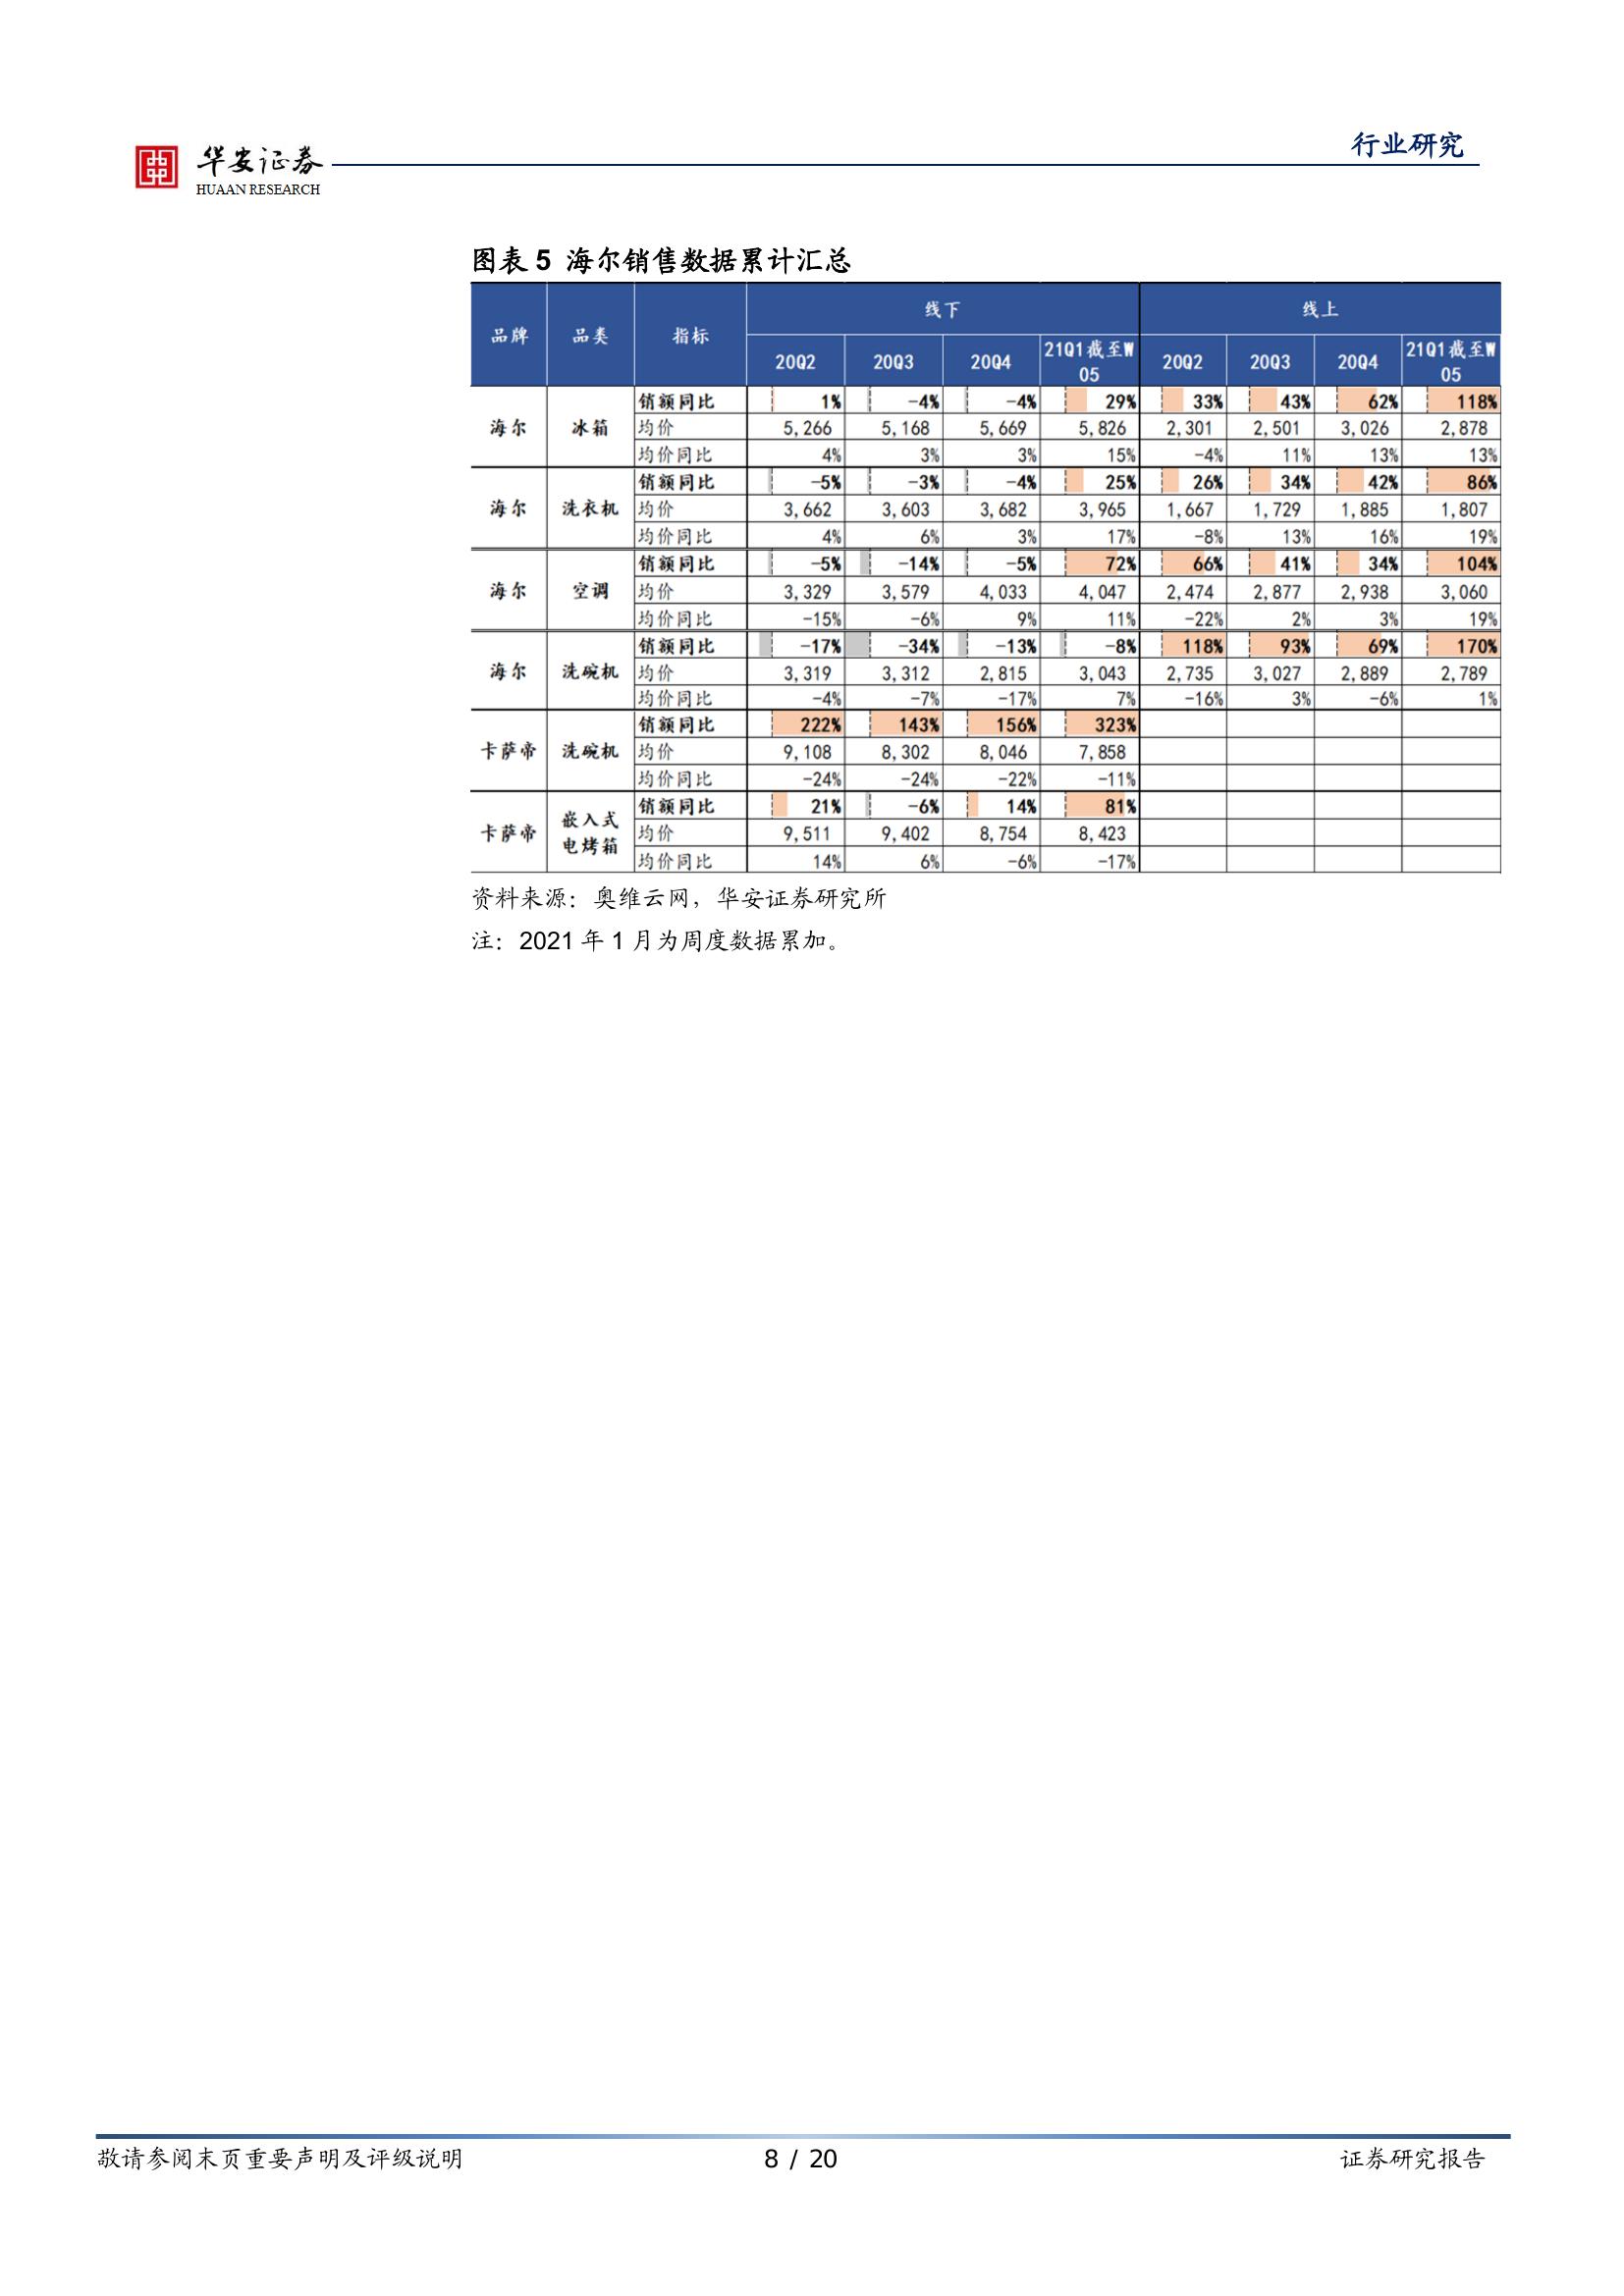 华安证券
HUAAN RESEARCH
行业研究
图表 5 海尔销售数据累计汇总
品牌 品类 指标 线下 线上
20Q2 20Q3 20Q4 21Q1截至W05 20Q2 20Q3 20Q4 21Q1截至W05
海尔 冰箱 销额同比 1% -4% -4% 29% 33% 43% 62% 118%
均价 5,266 5,168 5,669 5,826 2,301 2,501 3,026 2,878
均价同比 4% 3% 3% 15% -4% 11% 13% 13%
海尔 洗衣机 销额同比 -5% -3% -4% 25% 26% 34% 42% 86%
均价 3,662 3,603 3,682 3,965 1,667 1,729 1,885 1,807
均价同比 4% 6% 3% 17% -8% 13% 16% 19%
海尔 空调 销额同比 -5% -14% -5% 72% 66% 41% 34% 104%
均价 3,329 3,579 4,033 4,047 2,474 2,877 2,938 3,060
均价同比 -15% -6% 9% 11% -22% 2% 3% 19%
海尔 洗碗机 销额同比 -17% -34% -13% -8% 118% 93% 69% 170%
均价 3,319 3,312 2,815 3,043 2,735 3,027 2,889 2,789
均价同比 -4% -7% -17% 7% -16% 3% -6% 1%
卡萨帝 洗碗机 销额同比 222% 143% 156% 323%
均价 9,108 8,302 8,046 7,858
均价同比 -24% -24% -22% -11%
卡萨帝 嵌入式电烤箱 销额同比 21% -6% 14% 81%
均价 9,511 9,402 8,754 8,423
均价同比 14% 6% -6% -17%
资料来源：奥维云网，华安证券研究所
注：2021 年 1 月为周度数据累加。
敬请参阅末页重要声明及评级说明
8 / 20
证券研究报告